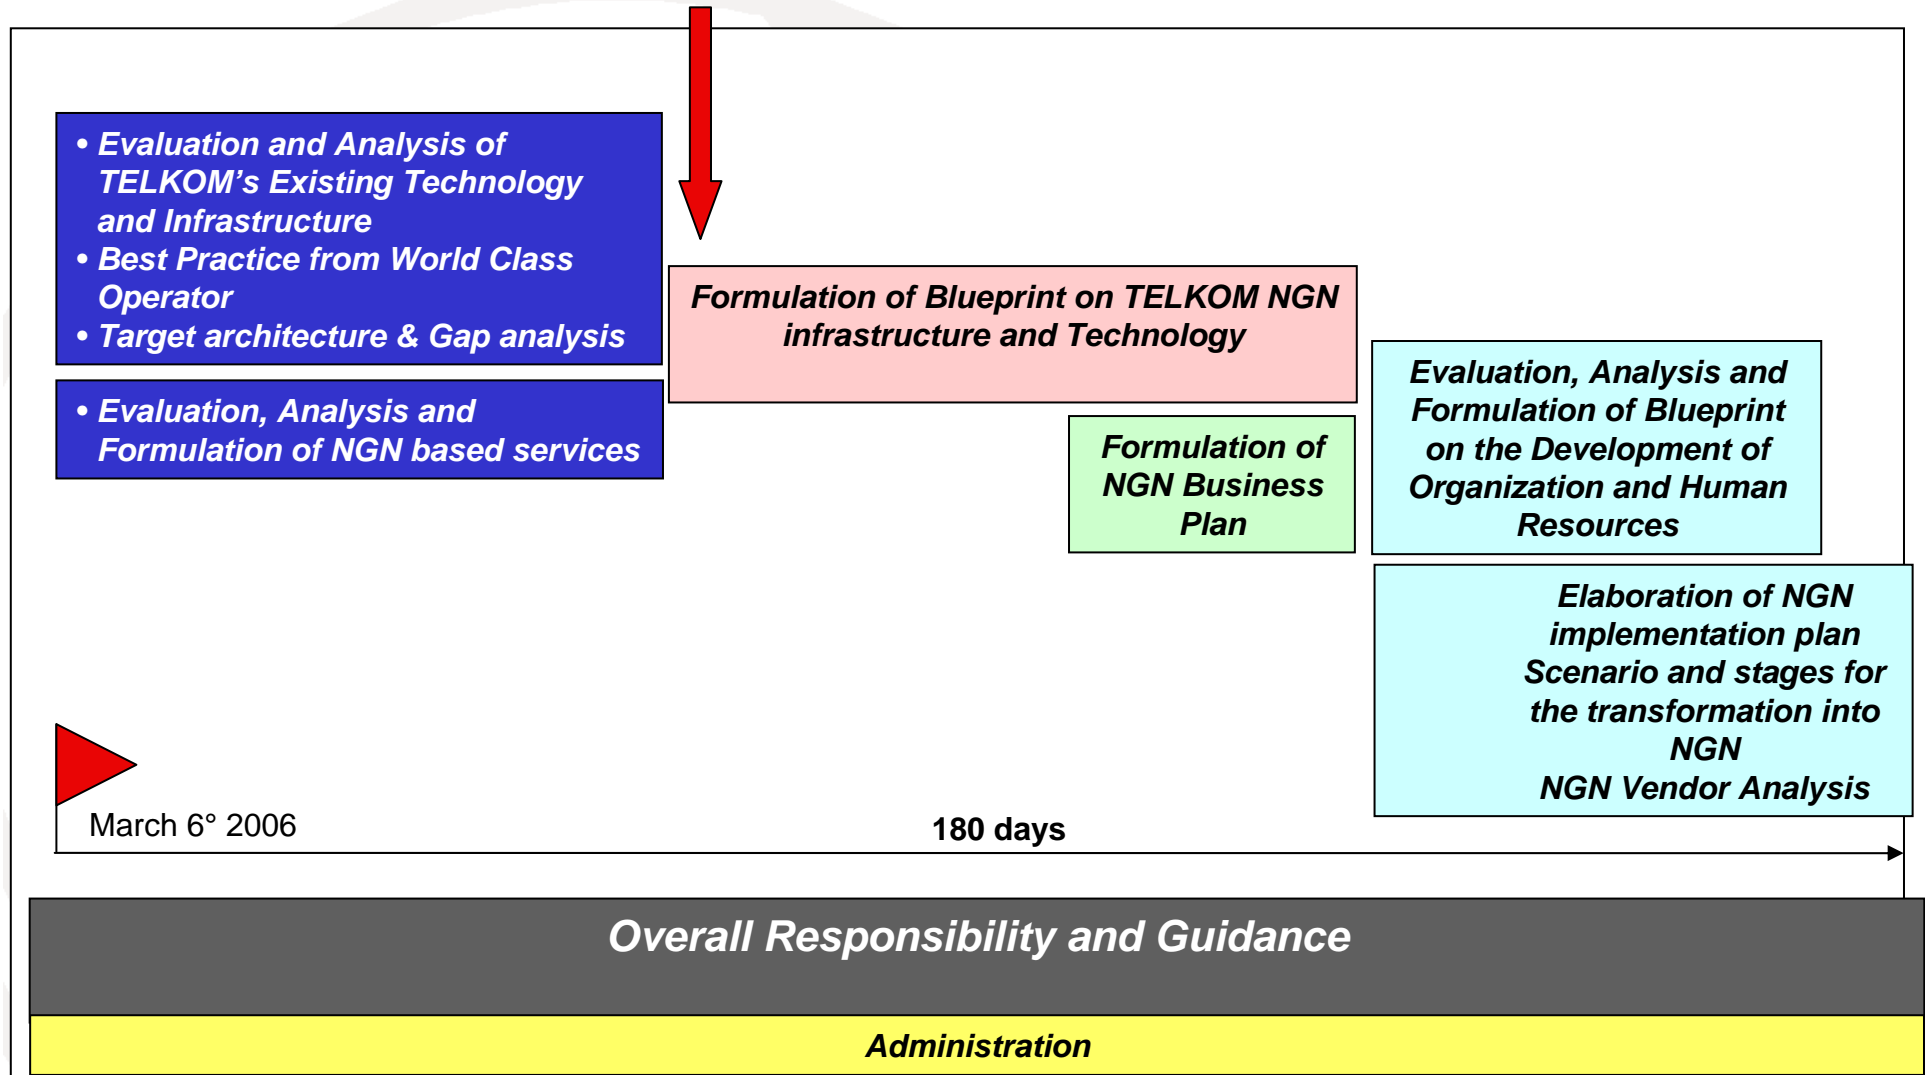 • Evaluation and Analysis of
TELKOM’s Existing Technology
and Infrastructure
• Best Practice from World Class
Operator
• Target architecture & Gap analysis
• Evaluation, Analysis and
Formulation of NGN based services
Formulation of Blueprint on TELKOM NGN
infrastructure and Technology
Formulation of
NGN Business
Plan
Evaluation, Analysis and
Formulation of Blueprint
on the Development of
Organization and Human
Resources
Elaboration of NGN
implementation plan
Scenario and stages for
the transformation into
NGN
NGN Vendor Analysis
March 6° 2006
180 days
Overall Responsibility and Guidance
Administration